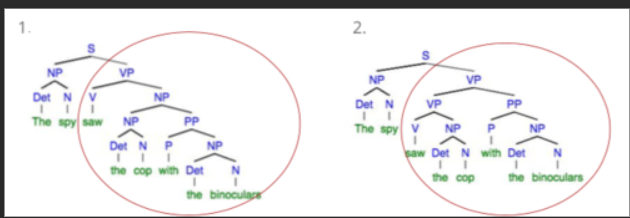 1.
S
NP VP
Det N V NP
The spy saw NP PP
Det N P NP
the cop with Det N
the binoculars
2.
S
NP VP
Det N VP PP
The spy V NP P NP
saw Det N with Det N
the cop the binoculars